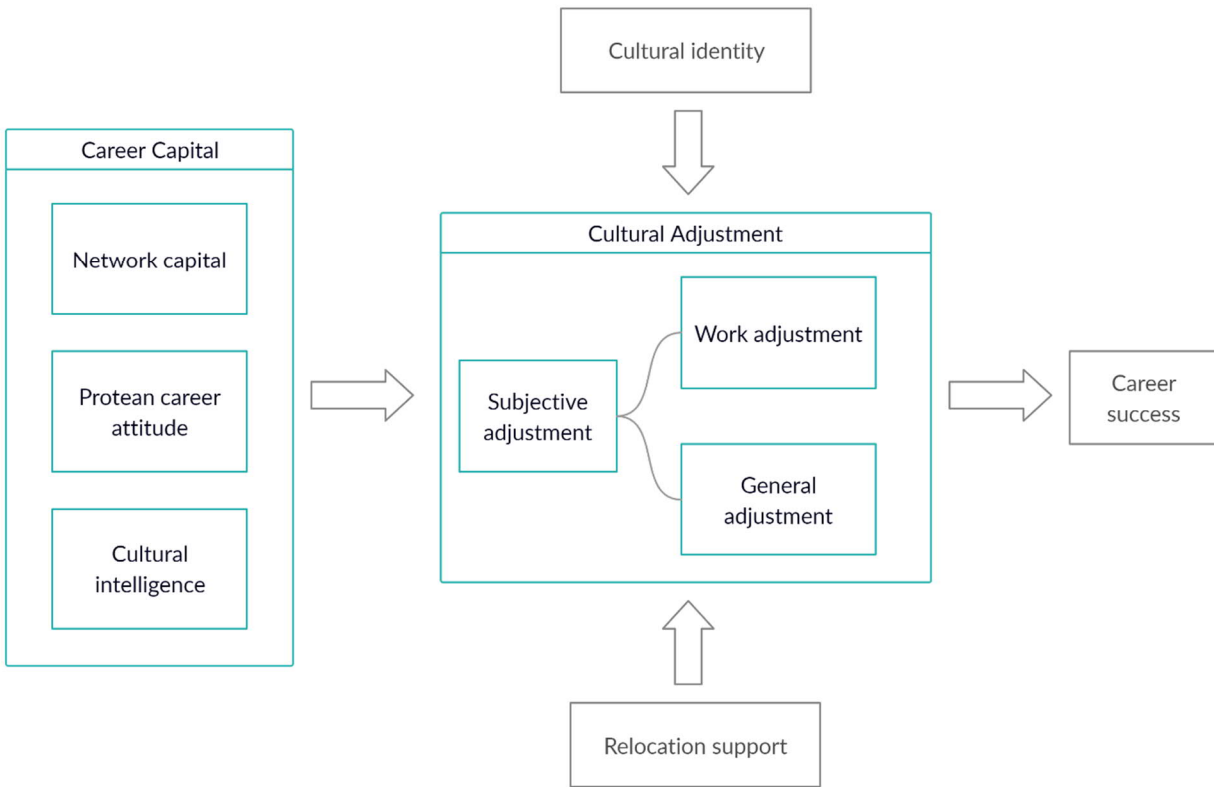 Cultural identity
Career Capital
Network capital
Protean career
attitude
Cultural
intelligence
Cultural Adjustment
Subjective
adjustment
Work adjustment
General
adjustment
Career
success
Relocation support